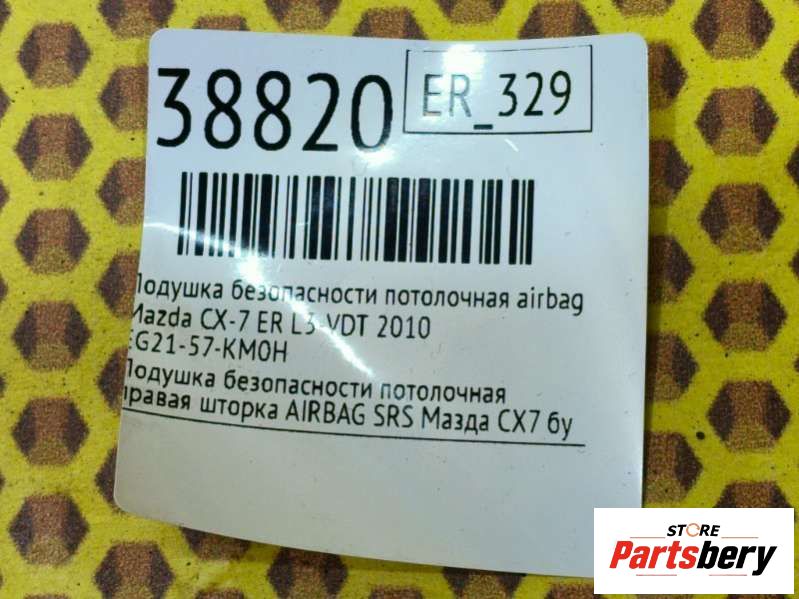 38820
ER_329
Подушка безопасности потолочная airbag
Mazda CX-7 ER L3-VDT 2010
EG21-57-KM0H
Подушка безопасности потолочная
правая шторка AIRBAG SRS Мазда СХ7 бу
STORE
Partsbery